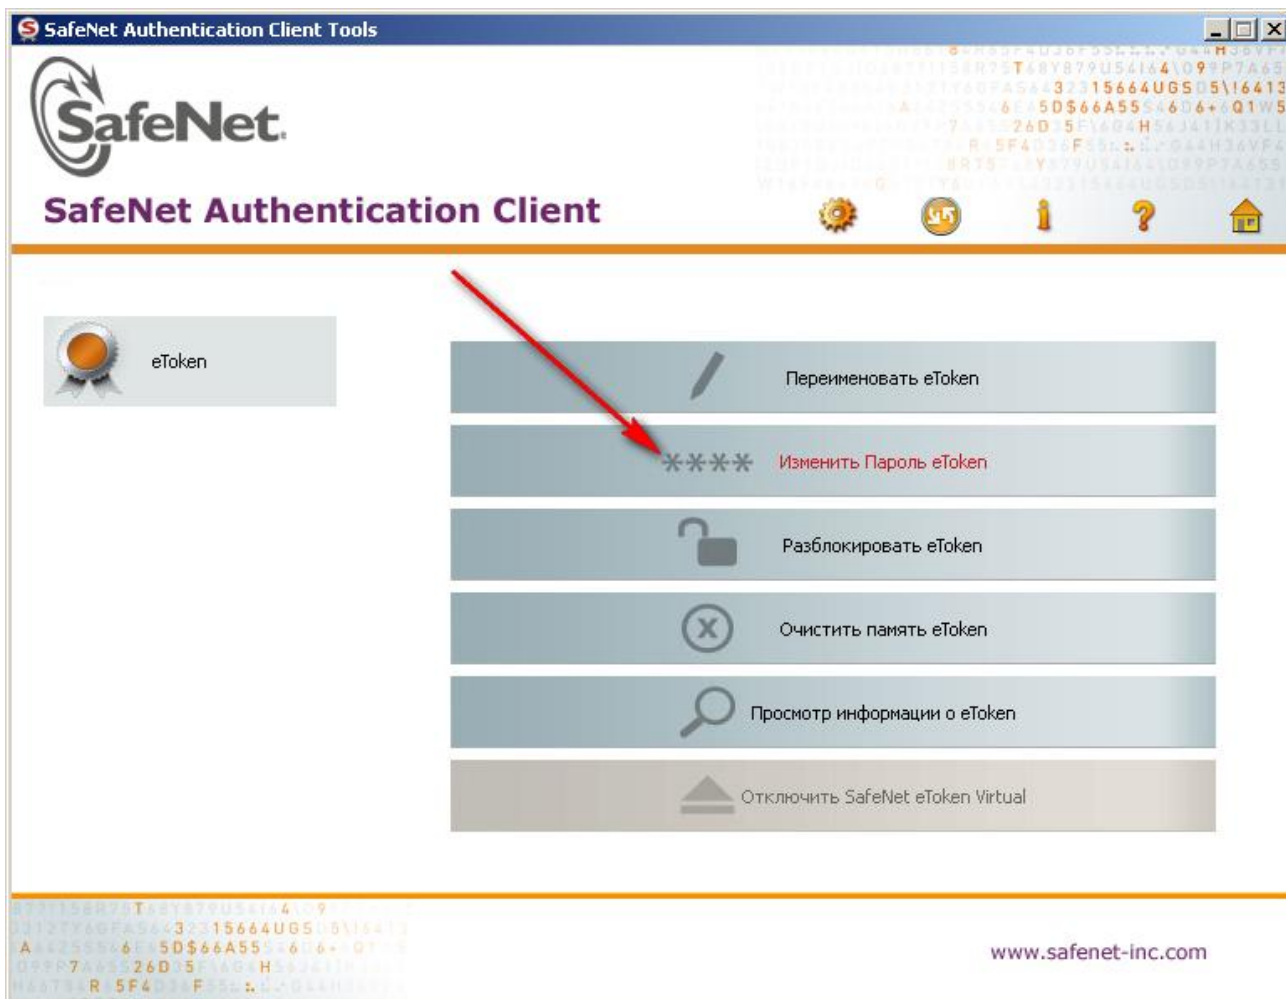 SafeNet Authentication Client Tools
SafeNet.
SafeNet Authentication Client
eToken
Переименовать eToken
**** Изменить Пароль eToken
Разблокировать eToken
Очистить память eToken
Просмотр информации о eToken
Отключить SafeNet eToken Virtual
www.safenet-inc.com